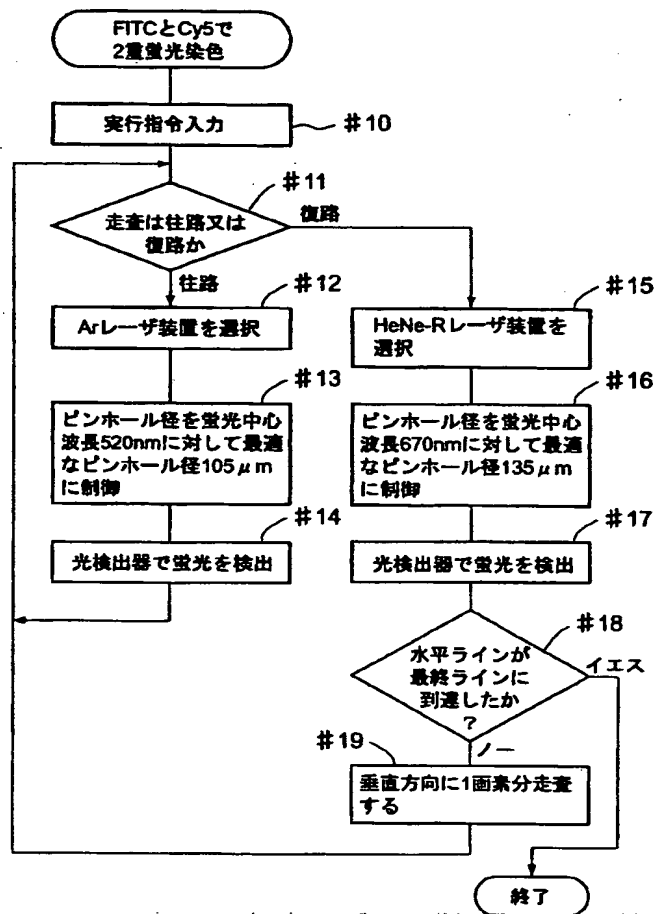 FITCとCy5で
2重蛍光染色
実行指令入力
#10
#11
走査は往路又は
復路か
復路
往路
#12
Arレーザ装置を選択
#13
ピンホール径を蛍光中心
波長520nmに対して最適
なピンホール径105μm
に制御
#14
光検出器で蛍光を検出
#15
HeNe-Rレーザ装置を
選択
#16
ピンホール径を蛍光中心
波長670nmに対して最適
なピンホール径135μm
に制御
#17
光検出器で蛍光を検出
#18
水平ラインが
最終ラインに
到達したか
?
イエス
ノー
#19
垂直方向に1画素分走査
する
終了